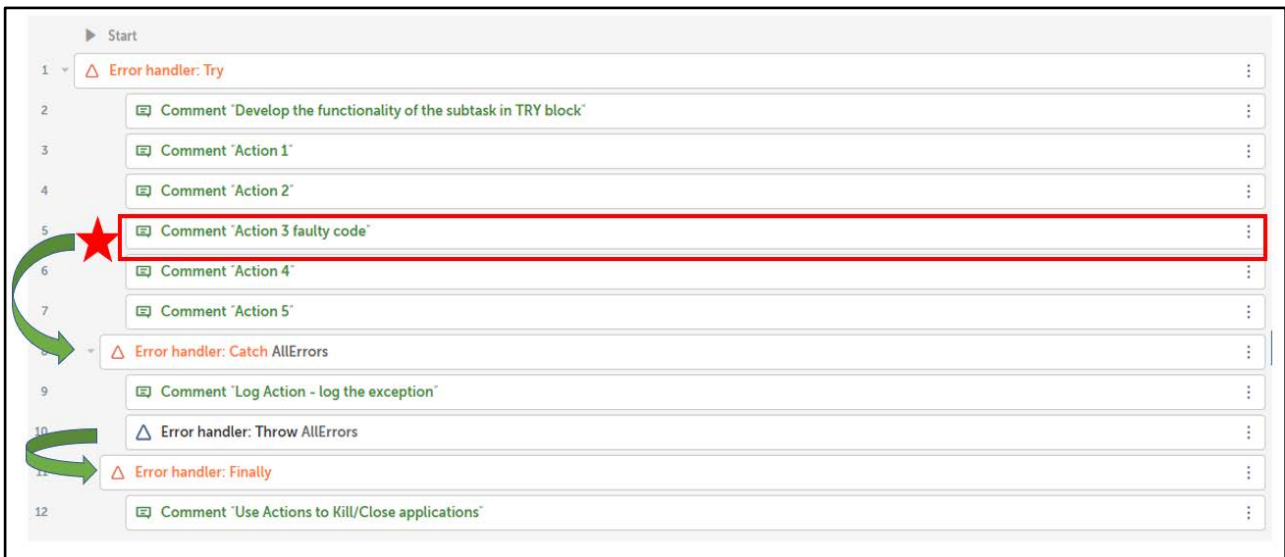 Start
1 Error handler: Try
2 Comment "Develop the functionality of the subtask in TRY block"
3 Comment "Action 1"
4 Comment "Action 2"
5 Comment "Action 3 faulty code"
6 Comment "Action 4"
7 Comment "Action 5"
Error handler: Catch AllErrors
9 Comment "Log Action - log the exception"
10 Error handler: Throw AllErrors
11 Error handler: Finally
12 Comment "Use Actions to Kill/Close applications"